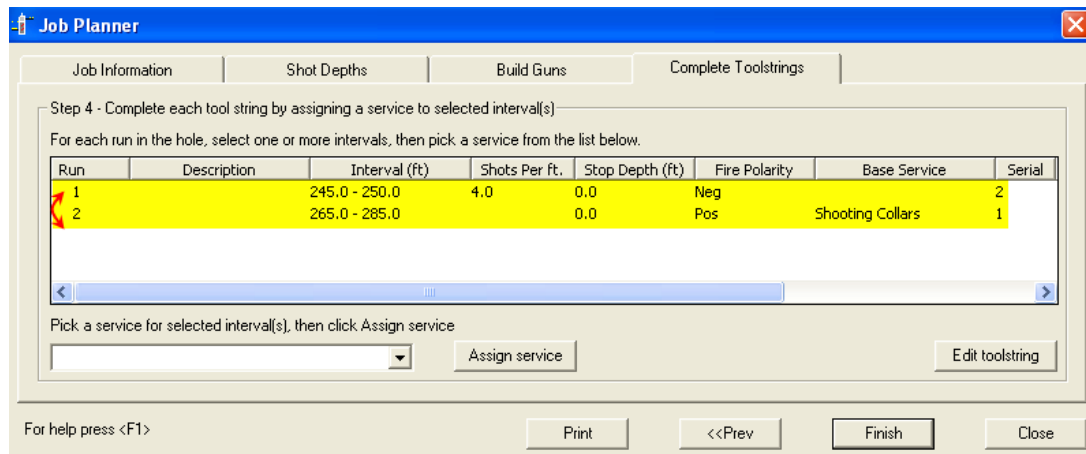 Job Planner
Job Information Shot Depths Build Guns Complete Toolstrings
Step 4 - Complete each tool string by assigning a service to selected interval(s)
For each run in the hole, select one or more intervals, then pick a service from the list below.
Run Description Interval (ft) Shots Per ft. Stop Depth (ft) Fire Polarity Base Service Serial
1 245.0 - 250.0 4.0 0.0 Neg 2
2 265.0 - 285.0 0.0 Pos Shooting Collars 1
Pick a service for selected interval(s), then click Assign service
Assign service Edit toolstring
For help press <F1> Print <<Prev Finish Close